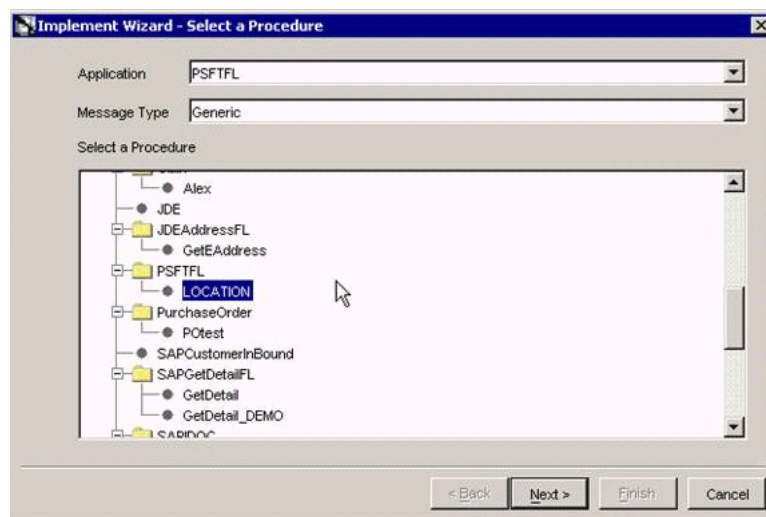 Implement Wizard - Select a Procedure
Application PSFTFL
Message Type Generic
Select a Procedure
Alex
JDE
JDEAddressFL
GetEAddress
PSFTFL
LOCATION
PurchaseOrder
POtest
SAPCustomerInBound
SAPGetDetailFL
GetDetail
GetDetail_DEMO
SAPIDOC
< Back Next > Finish Cancel